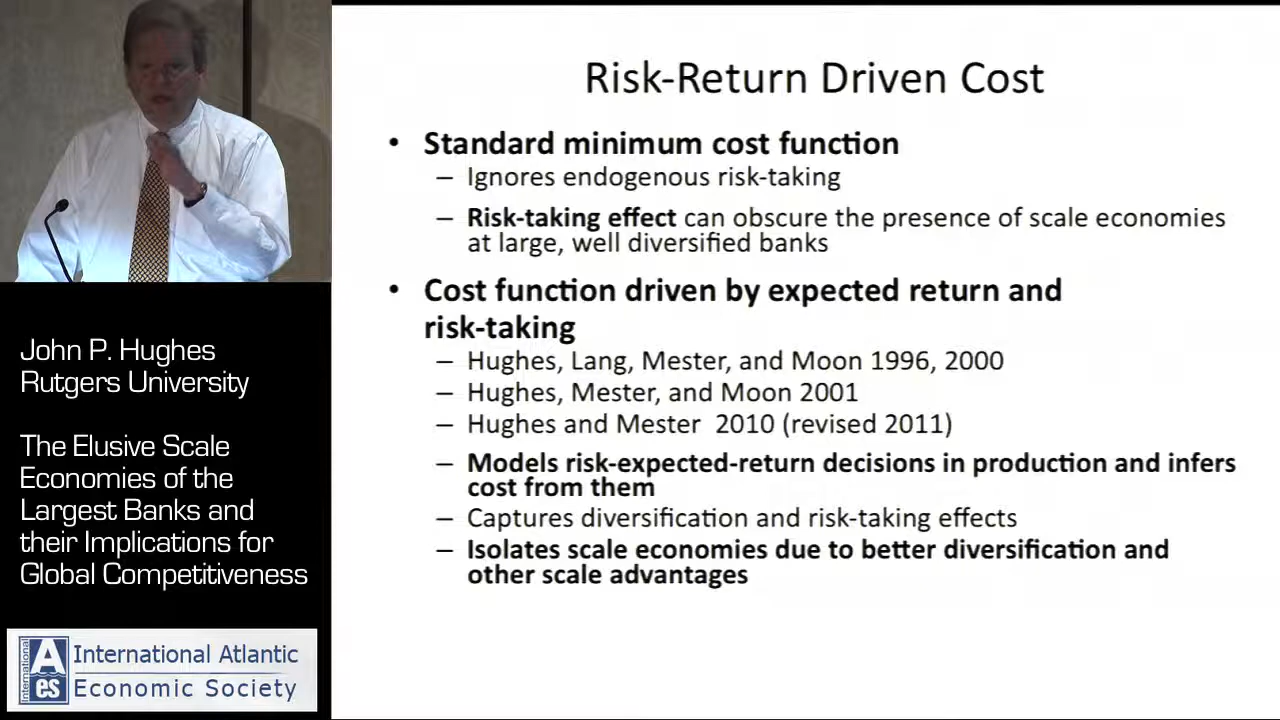 Risk-Return Driven Cost
• Standard minimum cost function
– Ignores endogenous risk-taking
– Risk-taking effect can obscure the presence of scale economies
at large, well diversified banks
• Cost function driven by expected return and
risk-taking
– Hughes, Lang, Mester, and Moon 1996, 2000
– Hughes, Mester, and Moon 2001
– Hughes and Mester 2010 (revised 2011)
– Models risk-expected-return decisions in production and infers
cost from them
– Captures diversification and risk-taking effects
– Isolates scale economies due to better diversification and
other scale advantages
John P. Hughes
Rutgers University
The Elusive Scale
Economies of the
Largest Banks and
their Implications for
Global Competitiveness
International
A
es
International Atlantic
Economic Society